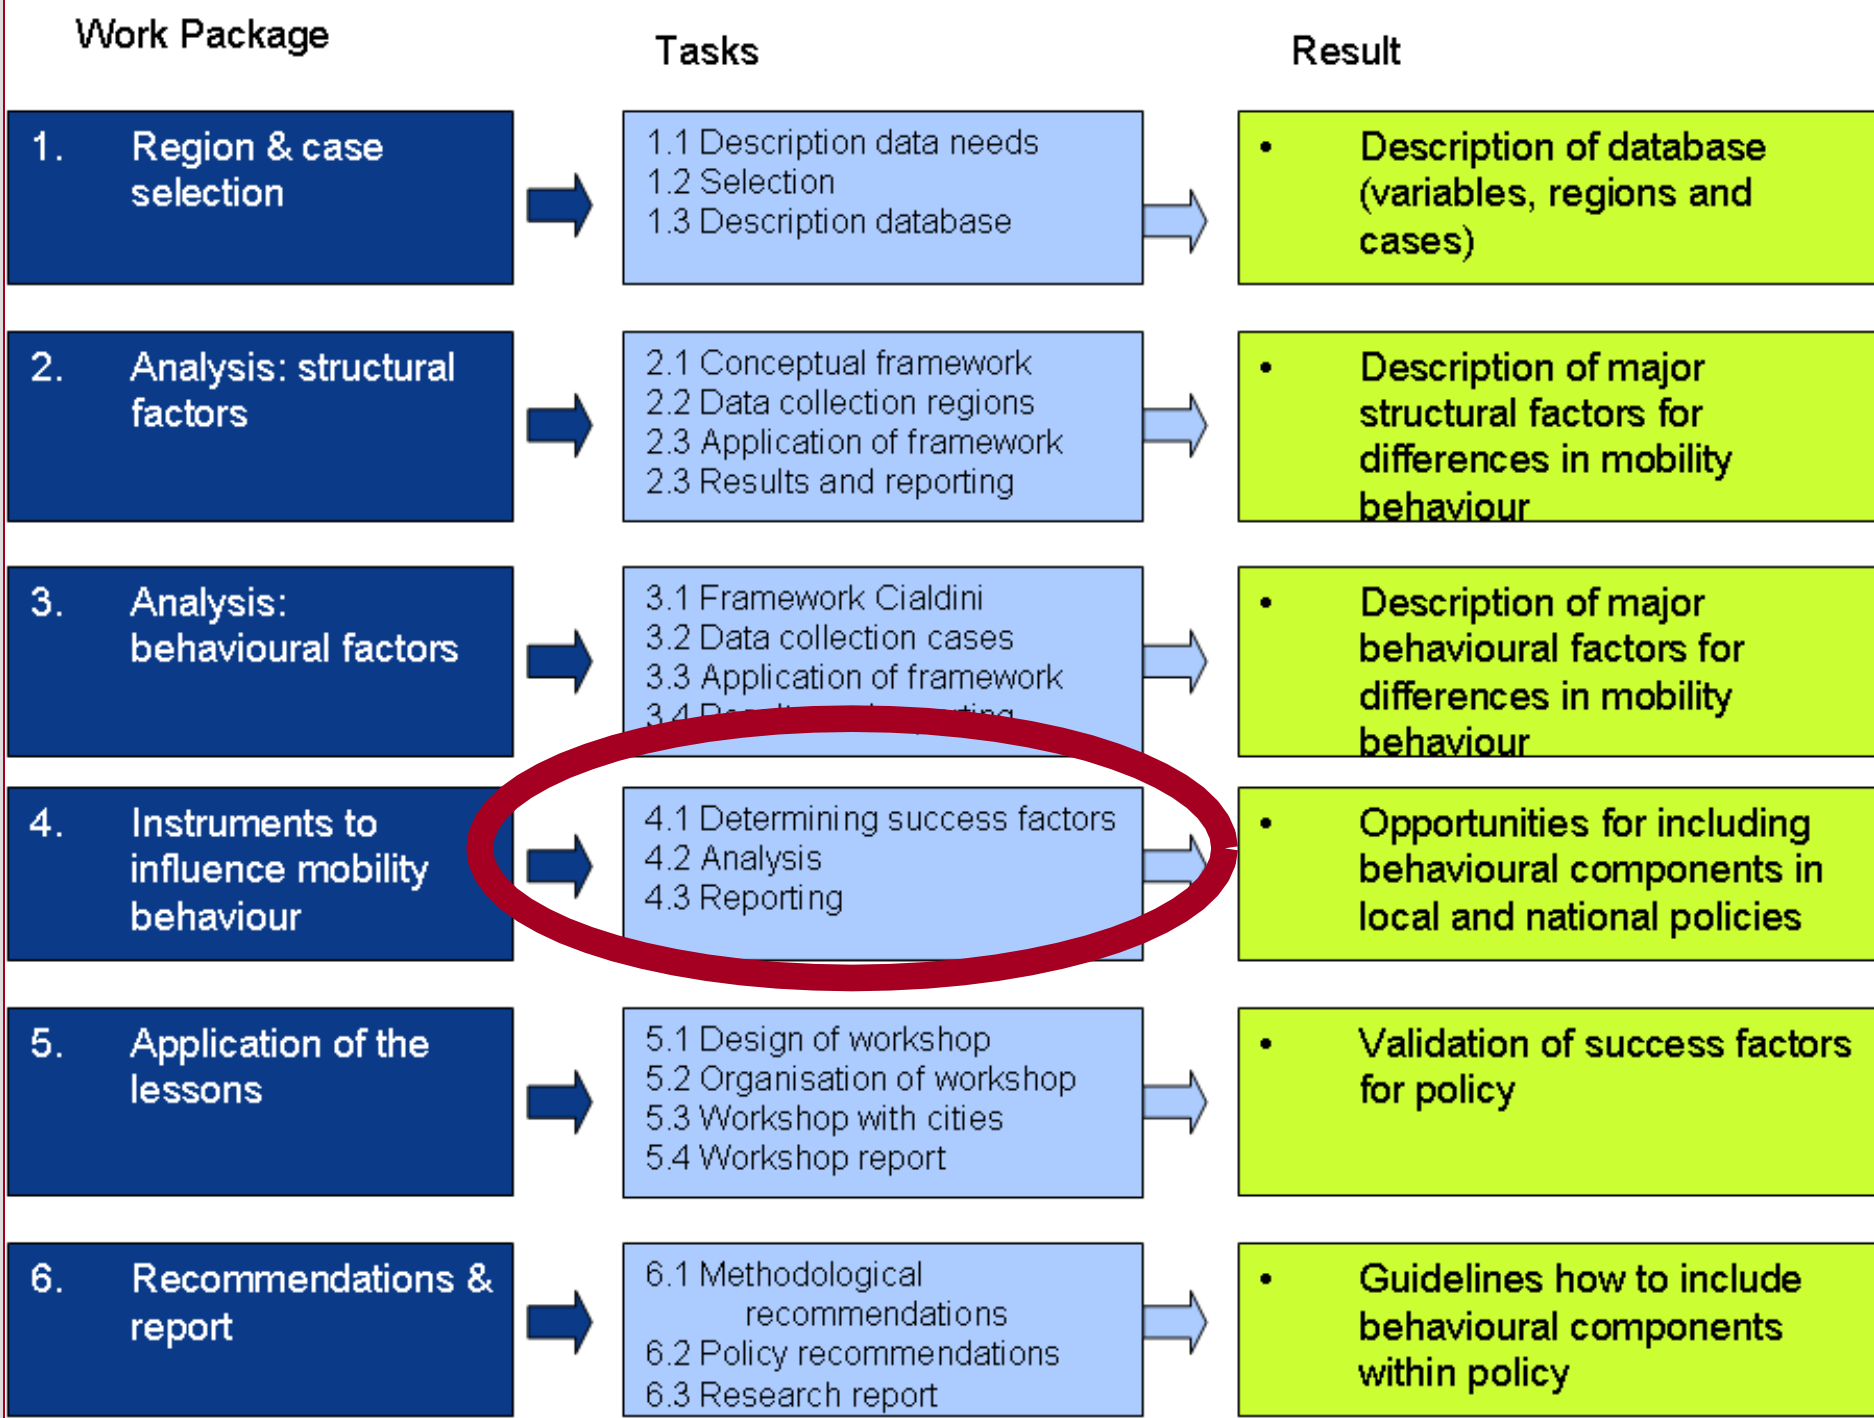 Work Package
Tasks
Result
1. Region & case
selection
1.1 Description data needs
1.2 Selection
1.3 Description database
• Description of database
(variables, regions and
cases)
2. Analysis: structural
factors
2.1 Conceptual framework
2.2 Data collection regions
2.3 Application of framework
2.3 Results and reporting
• Description of major
structural factors for
differences in mobility
behaviour
3. Analysis:
behavioural factors
3.1 Framework Cialdini
3.2 Data collection cases
3.3 Application of framework
3.4
• Description of major
behavioural factors for
differences in mobility
behaviour
4. Instruments to
influence mobility
behaviour
4.1 Determining success factors
4.2 Analysis
4.3 Reporting
• Opportunities for including
behavioural components in
local and national policies
5. Application of the
lessons
5.1 Design of workshop
5.2 Organisation of workshop
5.3 Workshop with cities
5.4 Workshop report
• Validation of success factors
for policy
6. Recommendations &
report
6.1 Methodological
recommendations
6.2 Policy recommendations
6.3 Research report
• Guidelines how to include
behavioural components
within policy